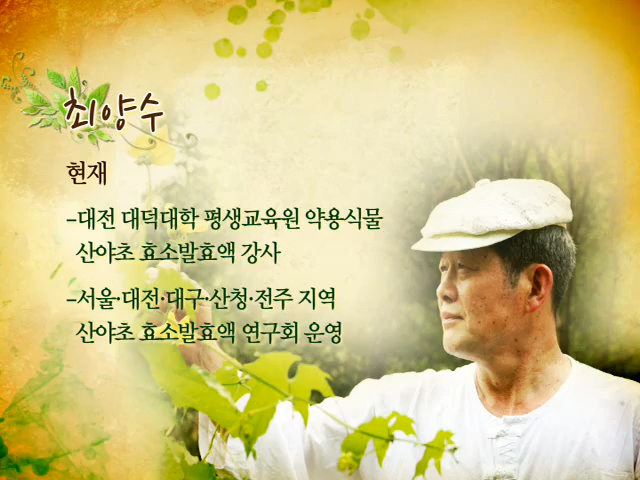 최양수
현재
-대전 대덕대학 평생교육원 약용식물
산야초 효소발효액 강사
-서울·대전·대구·산청·전주 지역
산야초 효소발효액 연구회 운영